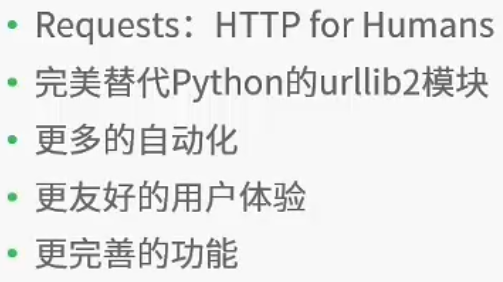 Requests：HTTP for Humans
完美替代Python的urllib2模块
更多的自动化
更友好的用户体验
更完善的功能